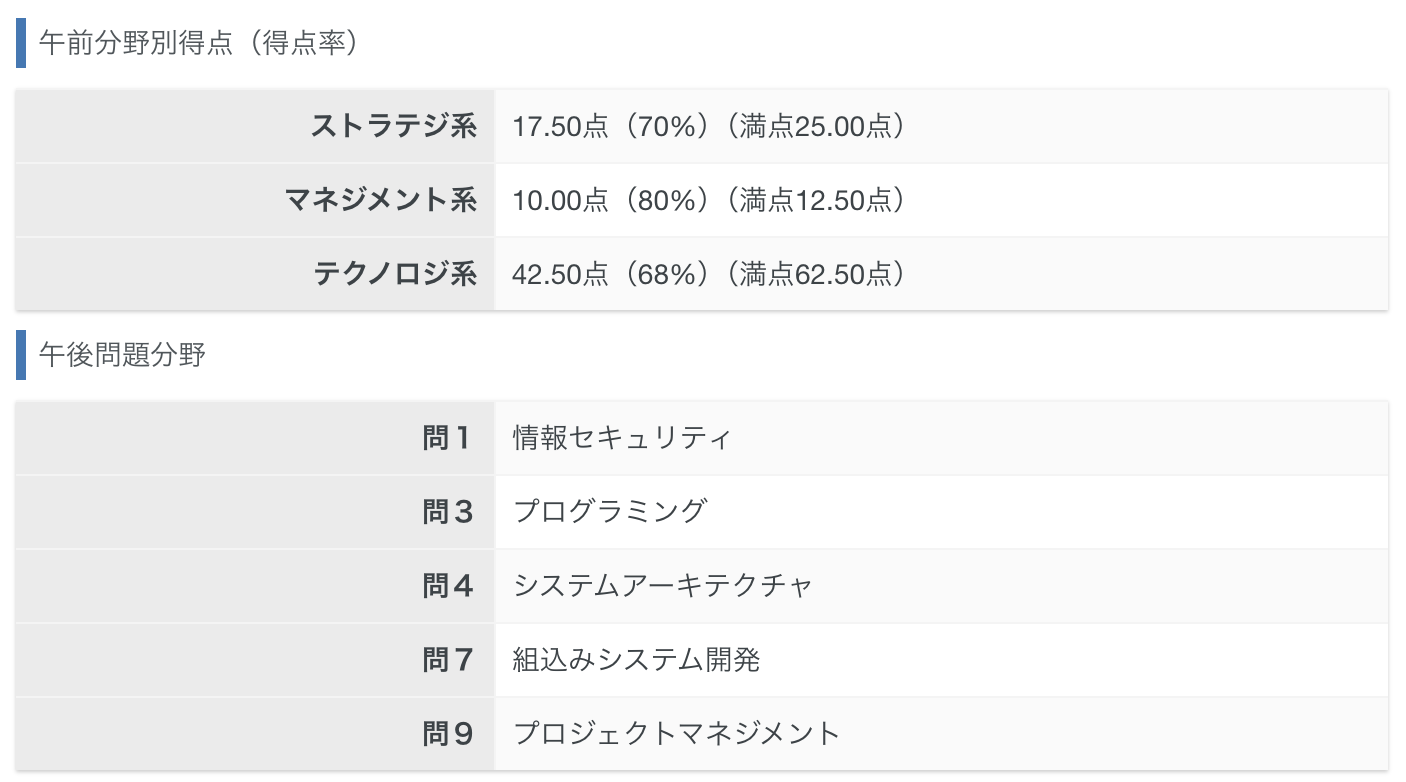 午前分野別得点（得点率）
ストラテジ系 17.50点（70%）（満点25.00点）
マネジメント系 10.00点（80%）（満点12.50点）
テクノロジ系 42.50点（68%）（満点62.50点）
午後問題分野
問１ 情報セキュリティ
問３ プログラミング
問４ システムアーキテクチャ
問７ 組込みシステム開発
問９ プロジェクトマネジメント